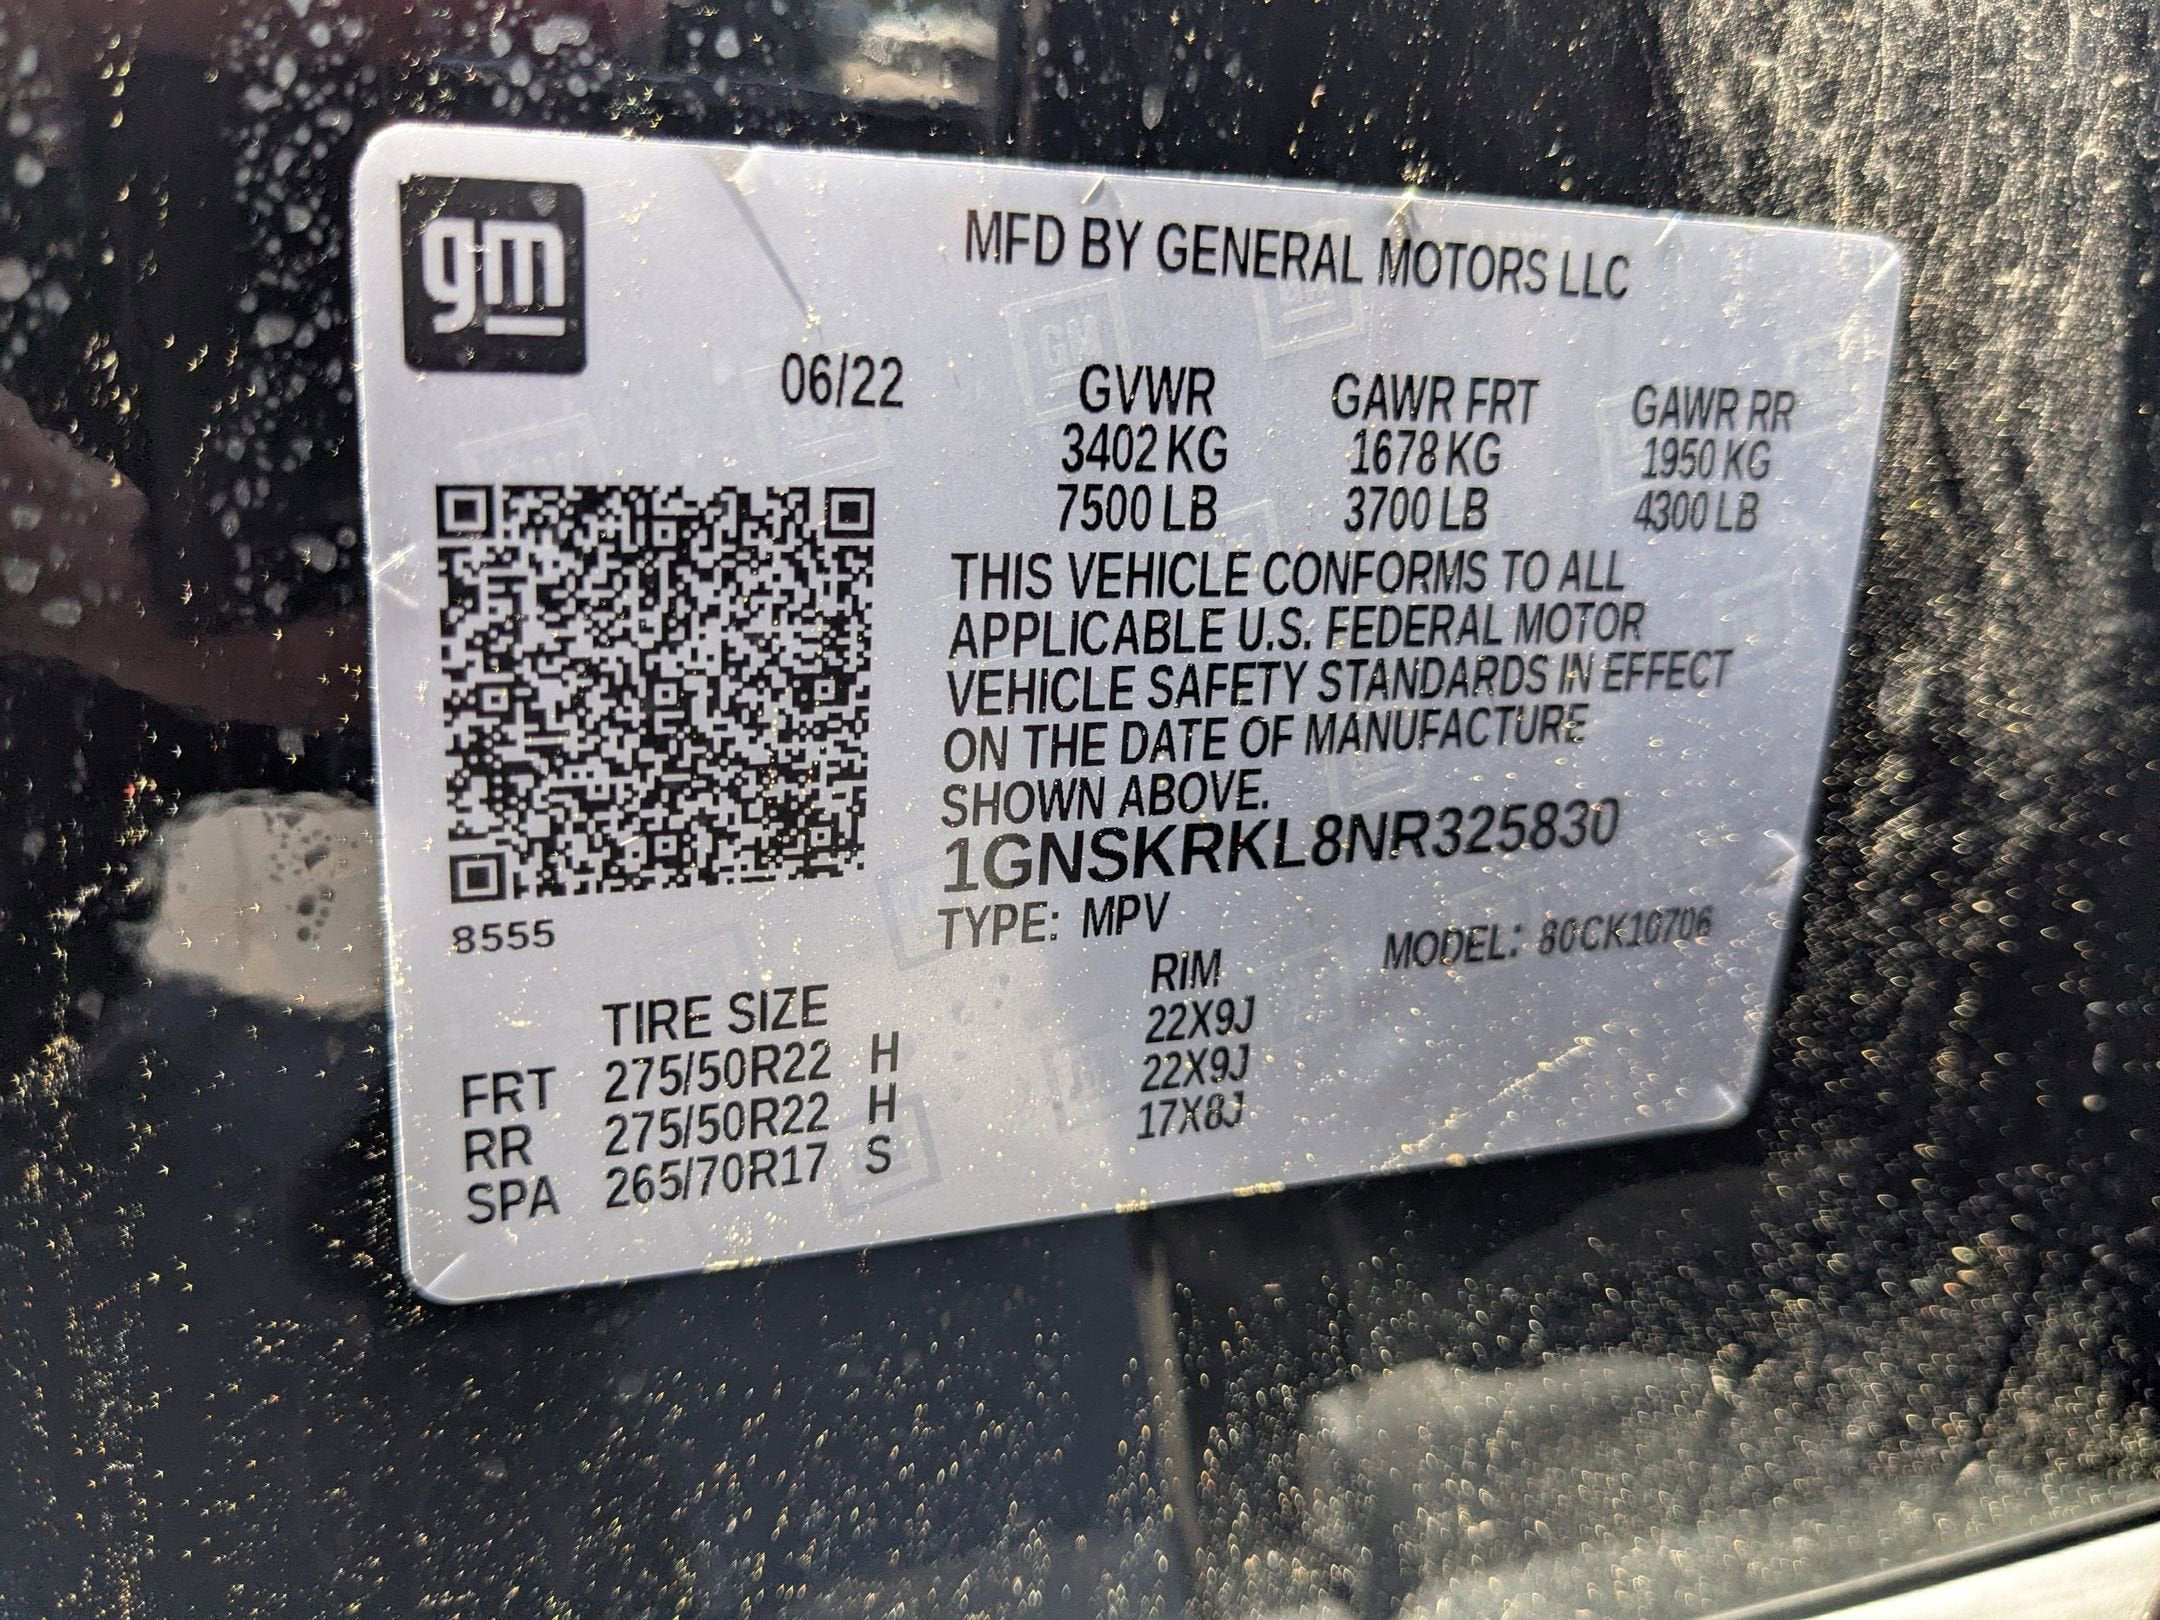 gm
MFD BY GENERAL MOTORS LLC
06/22
GVWR GAWR FRT GAWR RR
3402 KG 1678 KG 1950 KG
7500 LB 3700 LB 4300 LB
THIS VEHICLE CONFORMS TO ALL
APPLICABLE U.S. FEDERAL MOTOR
VEHICLE SAFETY STANDARDS IN EFFECT
ON THE DATE OF MANUFACTURE
SHOWN ABOVE.
1GNSKRKL8NR325830
TYPE: MPV MODEL: 80CK10706
8555
TIRE SIZE RIM
FRT 275/50R22 H 22X9J
RR 275/50R22 H 22X9J
SPA 265/70R17 S 17X8J